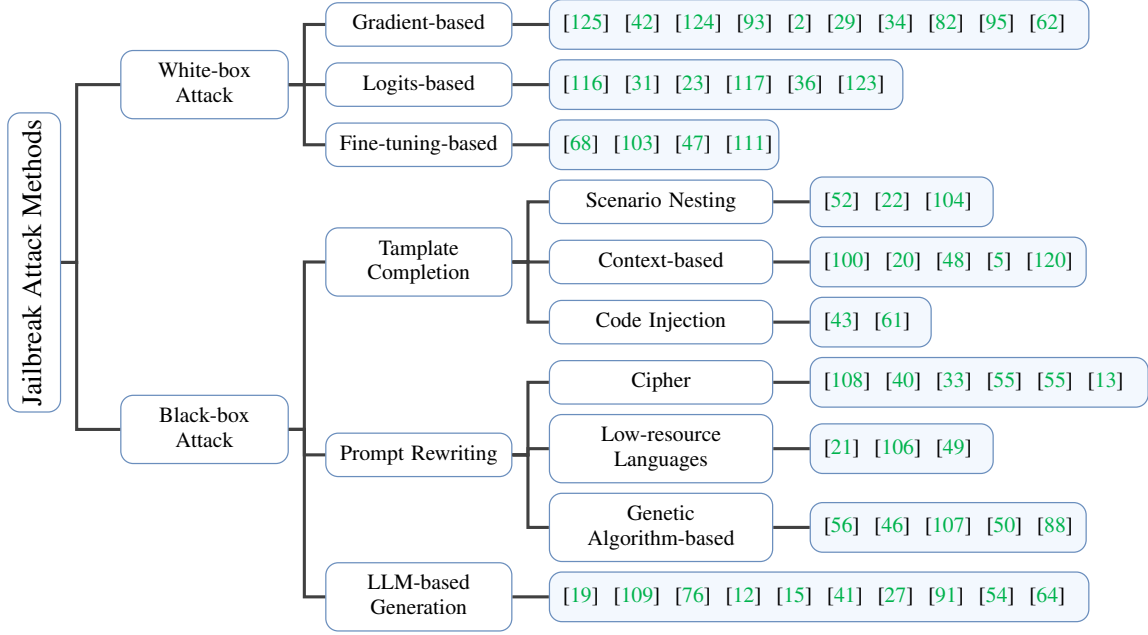 Jailbreak Attack Methods
White-box
Attack
Gradient-based
[125] [42] [124] [93] [2] [29] [34] [82] [95] [62]
Logits-based
[116] [31] [23] [117] [36] [123]
Fine-tuning-based
[68] [103] [47] [111]
Black-box
Attack
Tamplate
Completion
Scenario Nesting
[52] [22] [104]
Context-based
[100] [20] [48] [5] [120]
Code Injection
[43] [61]
Prompt Rewriting
Cipher
[108] [40] [33] [55] [55] [13]
Low-resource
Languages
[21] [106] [49]
Genetic
Algorithm-based
[56] [46] [107] [50] [88]
LLM-based
Generation
[19] [109] [76] [12] [15] [41] [27] [91] [54] [64]